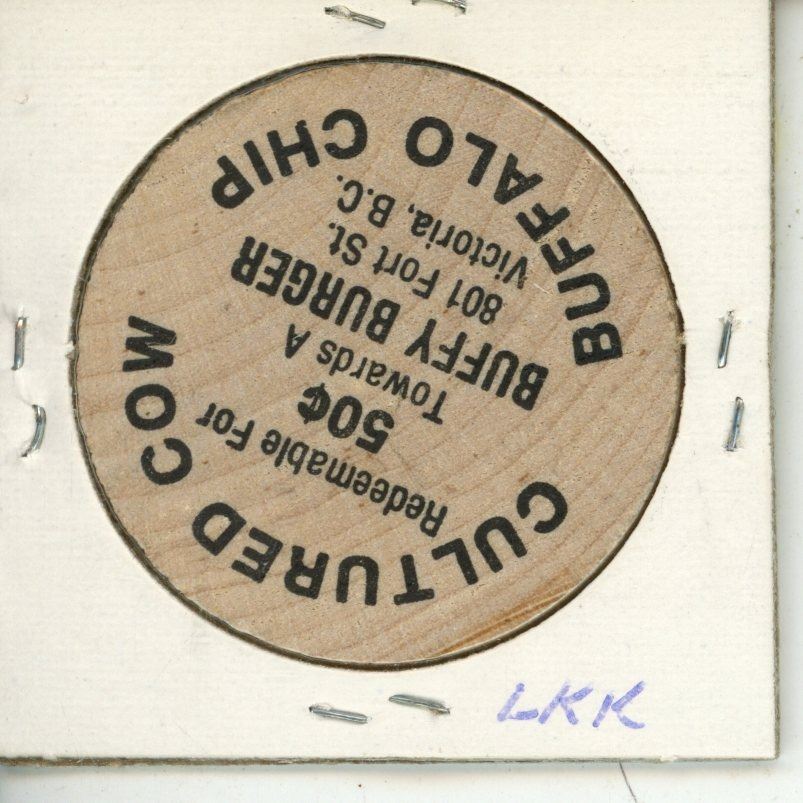 CULTURED COW
Redeemable For
50¢
Towards A
BUFFY BURGER
801 Fort St.
Victoria, B.C.
BUFFALO CHIP
LKK